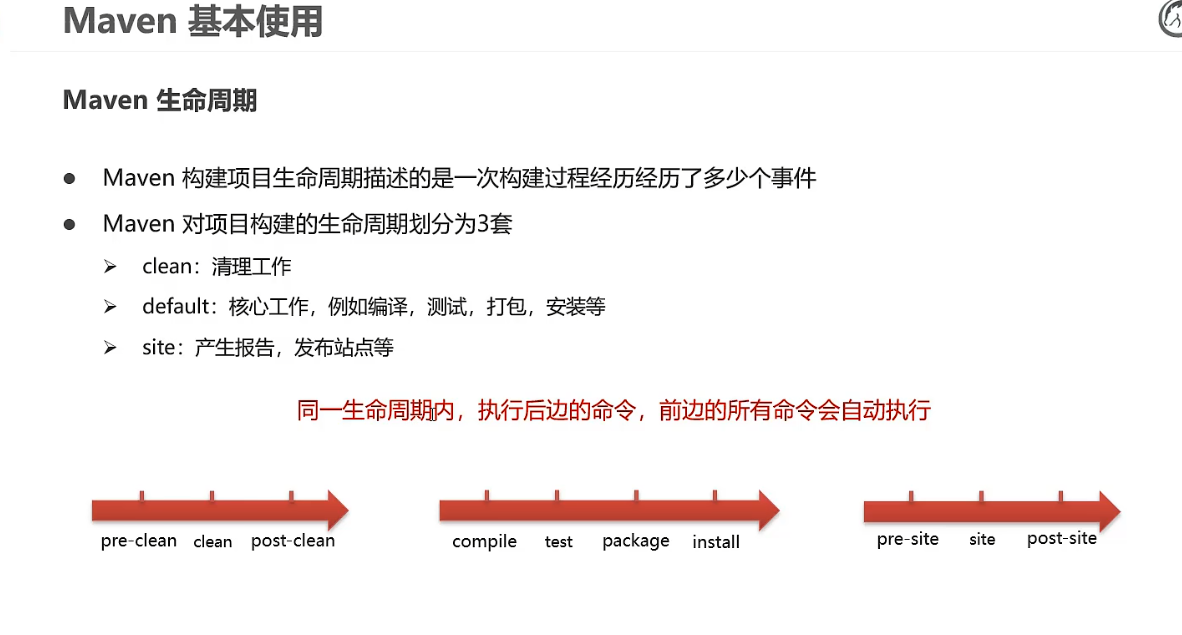 Maven 基本使用
Maven 生命周期
● Maven 构建项目生命周期描述的是一次构建过程经历经历了多少个事件
● Maven 对项目构建的生命周期划分为3套
➢ clean：清理工作
➢ default：核心工作，例如编译，测试，打包，安装等
➢ site：产生报告，发布站点等
同一生命周期内，执行后边的命令，前边的所有命令会自动执行
pre-clean clean post-clean
compile test package install
pre-site site post-site